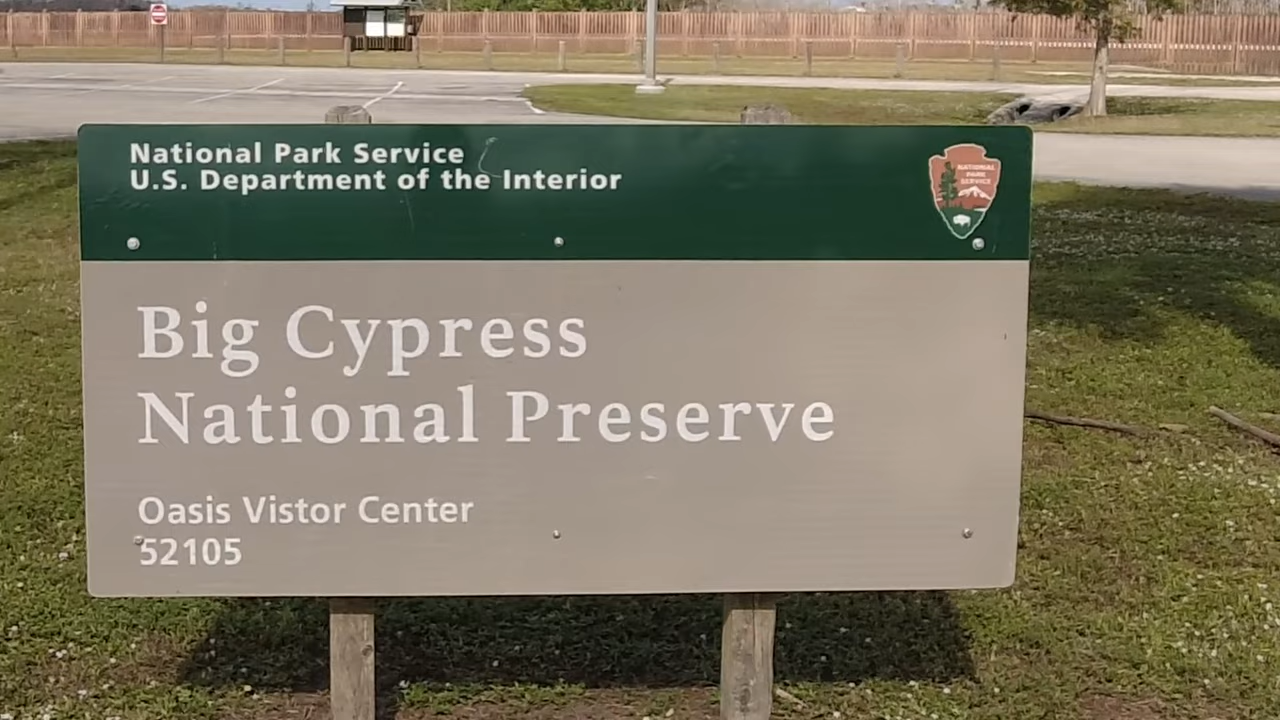 National Park Service
U.S. Department of the Interior
NATIONAL
PARK
SERVICE
Big Cypress
National Preserve
Oasis Vistor Center
52105